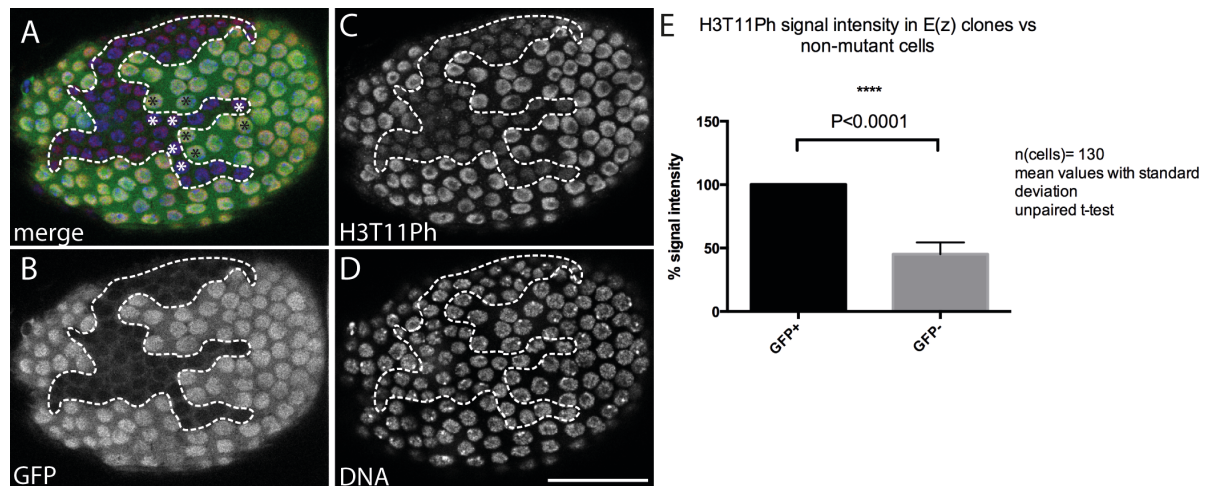 A
merge
B
GFP
C
H3T11Ph
D
DNA
E
H3T11Ph signal intensity in E(z) clones vs
non-mutant cells
****
P<0.0001
150
100
50
0
% signal intensity
GFP+
GFP-
n(cells)= 130
mean values with standard
deviation
unpaired t-test